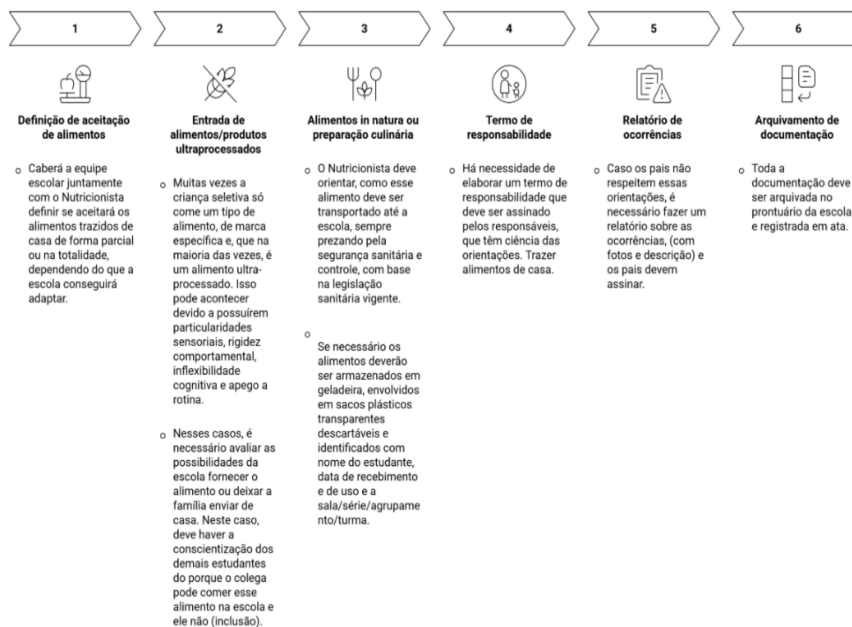 1
2
3
4
5
6
Definição de aceitação
de alimentos
Caberá a equipe
escolar juntamente
com o Nutricionista
definir se aceitará os
alimentos trazidos de
casa de forma parcial
ou na totalidade,
dependendo do que a
escola conseguirá
adaptar.
Entrada de
alimentos/produtos
ultraprocessados
Muitas vezes a
criança seletiva só
come um tipo de
alimento, de marca
específica e, que na
maioria das vezes, é
um alimento ultra-
processado. Isso
pode acontecer
devido a possuírem
particularidades
sensoriais, rigidez
comportamental,
inflexibilidade
cognitiva e apego a
rotina.
Nesses casos, é
necessário avaliar as
possibilidades da
escola fornecer o
alimento ou deixar a
família enviar de
casa. Neste caso,
deve haver a
conscientização dos
demais estudantes
do porque o colega
pode comer esse
alimento na escola e
ele não (inclusão).
Alimentos in natura ou
preparação culinária
O Nutricionista deve
orientar, como esse
alimento deve ser
transportado até a
escola, sempre
prezando pela
segurança sanitária e
controle, com base
na legislação
sanitária vigente.
Se necessário os
alimentos deverão
ser armazenados em
geladeira, envolvidos
em sacos plásticos
transparentes
descartáveis e
identificados com
nome do estudante,
data de recebimento
e de uso e a
sala/série/agrupame
nto/turma.
Termo de
responsabilidade
Há necessidade de
elaborar um termo de
responsabilidade que
deve ser assinado
pelos responsáveis,
que têm ciência das
orientações. Trazer
alimentos de casa.
Relatório de
ocorrências
Caso os pais não
respeitem essas
orientações, é
necessário fazer um
relatório sobre as
ocorrências, (com
fotos e descrição) e
os pais devem
assinar.
Arquivamento de
documentação
Toda a
documentação deve
ser arquivada no
prontuário da escola
e registrada em ata.